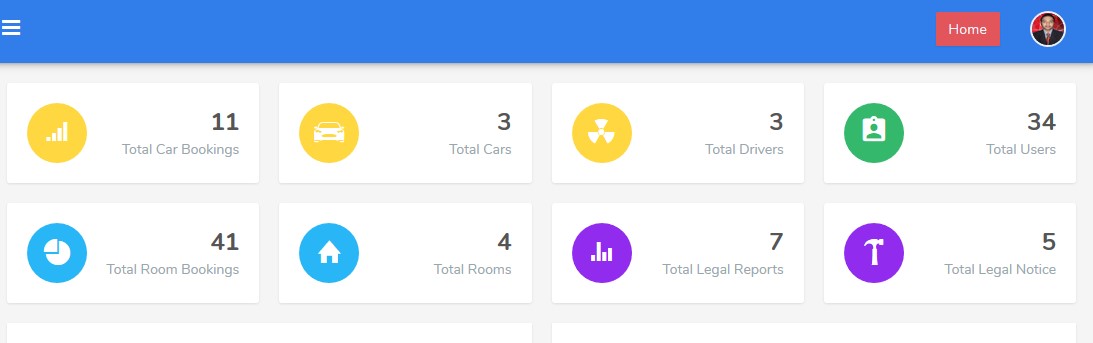 Home
11
Total Car Bookings
3
Total Cars
3
Total Drivers
34
Total Users
41
Total Room Bookings
4
Total Rooms
7
Total Legal Reports
5
Total Legal Notice